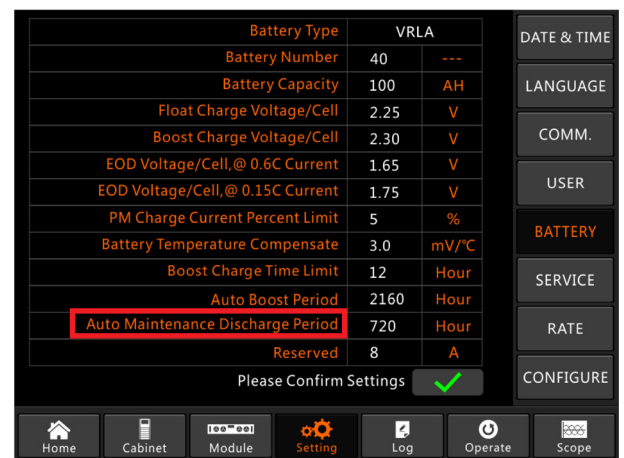 Battery Type VRLA
Battery Number 40 ---
Battery Capacity 100 AH
Float Charge Voltage/Cell 2.25 V
Boost Charge Voltage/Cell 2.30 V
EOD Voltage/Cell,@ 0.6C Current 1.65 V
EOD Voltage/Cell,@ 0.15C Current 1.75 V
PM Charge Current Percent Limit 5 %
Battery Temperature Compensate 3.0 mV/℃
Boost Charge Time Limit 12 Hour
Auto Boost Period 2160 Hour
Auto Maintenance Discharge Period 720 Hour
Reserved 8 A
Please Confirm Settings
DATE & TIME
LANGUAGE
COMM.
USER
BATTERY
SERVICE
RATE
CONFIGURE
Home Cabinet Module Setting Log Operate Scope